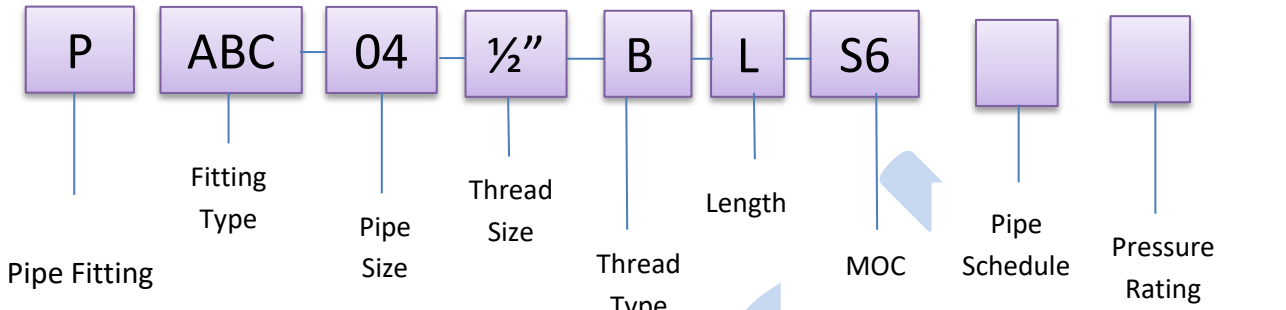 P ABC 04 ½” B L S6
Fitting
Type
Pipe
Size
Thread
Size
Thread
Type
Length
MOC
Pipe
Schedule
Pressure
Rating
Pipe Fitting